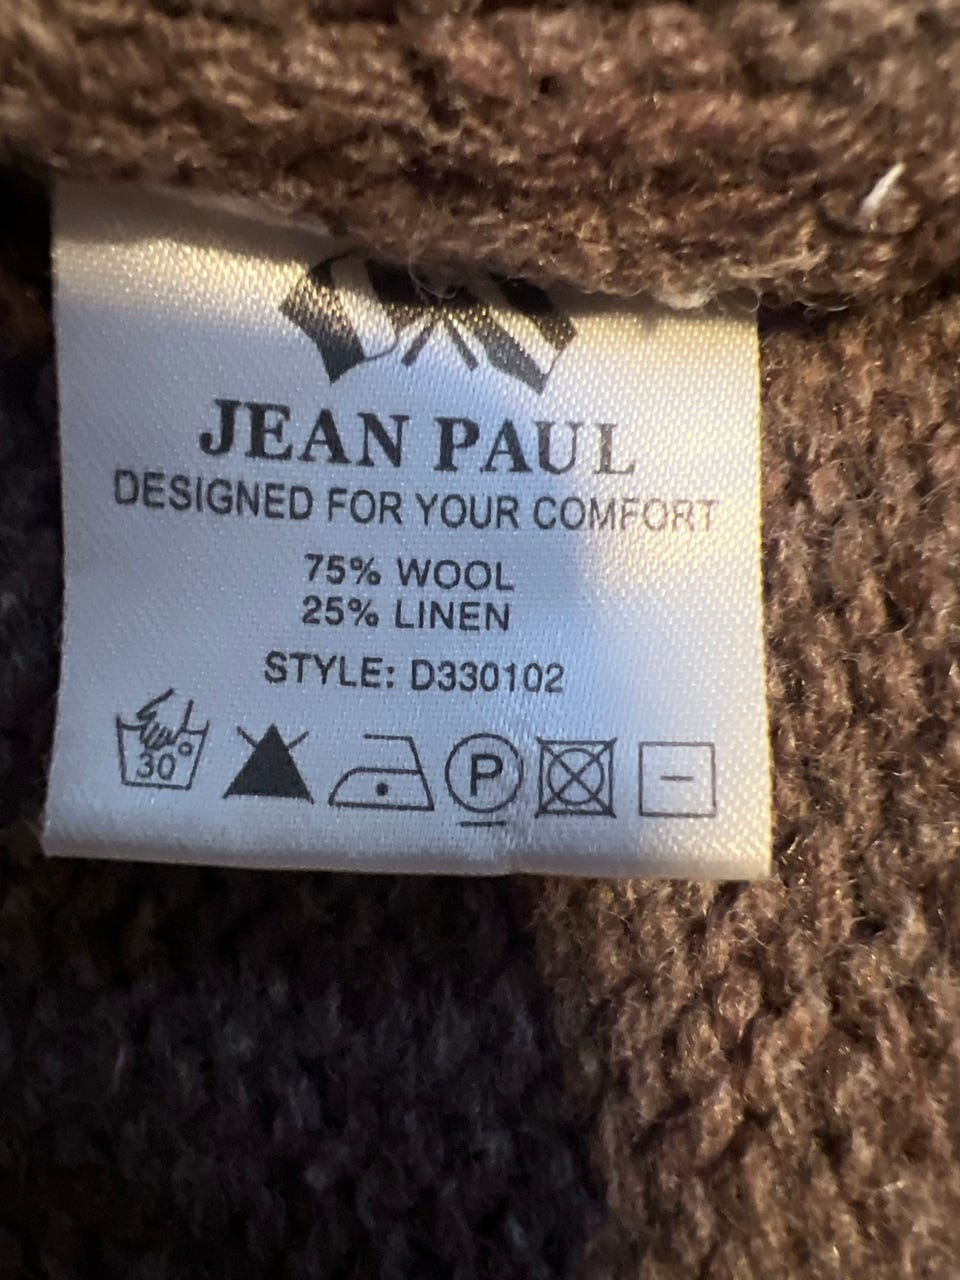 JEAN PAUL
DESIGNED FOR YOUR COMFORT
75% WOOL
25% LINEN
STYLE: D330102
30° P